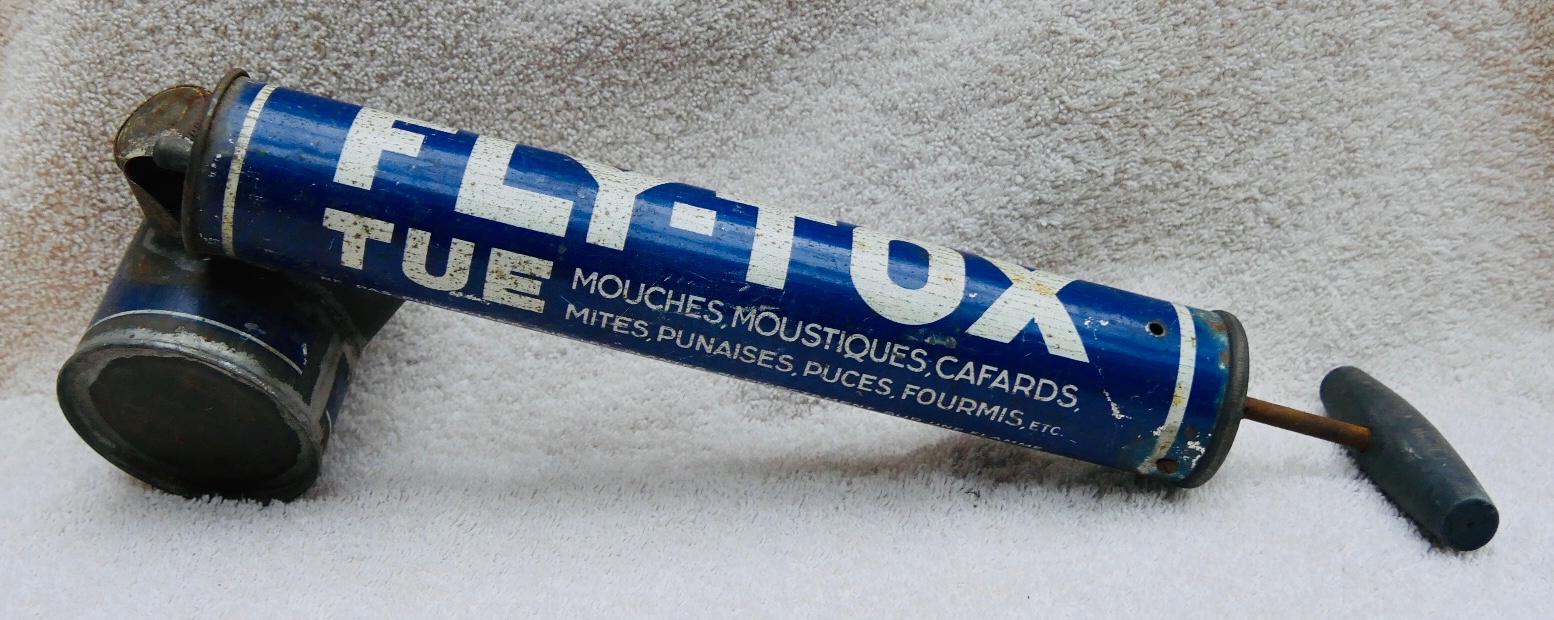 FLY-TOX
TUE
MOUCHES, MOUSTIQUES, CAFARDS,
MITES, PUNAISES, PUCES, FOURMIS, ETC.